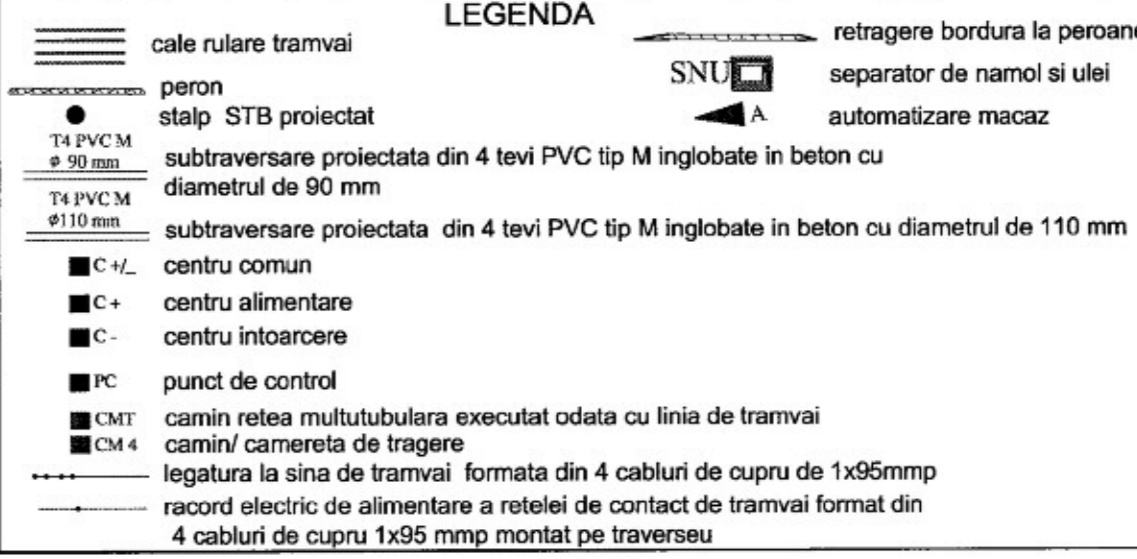 LEGENDA
cale rulare tramvai
retragere bordura la peroane
peron
SNU separator de namol si ulei
stalp STB proiectat
A automatizare macaz
T4 PVC M
ø 90 mm
subtraversare proiectata din 4 tevi PVC tip M inglobate in beton cu
diametrul de 90 mm
T4 PVC M
ø110 mm
subtraversare proiectata din 4 tevi PVC tip M inglobate in beton cu diametrul de 110 mm
C +/_ centru comun
C + centru alimentare
C - centru intoarcere
PC punct de control
CMT camin retea multutubulara executat odata cu linia de tramvai
CM 4 camin/ camereta de tragere
legatura la sina de tramvai formata din 4 cabluri de cupru de 1x95mmp
racord electric de alimentare a retelei de contact de tramvai format din
4 cabluri de cupru 1x95 mmp montat pe traverseu